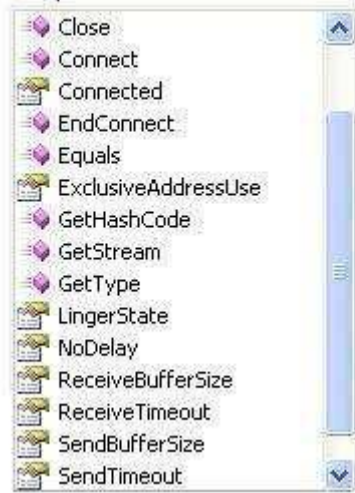 Close
Connect
Connected
EndConnect
Equals
ExclusiveAddressUse
GetHashCode
GetStream
GetType
LingerState
NoDelay
ReceiveBufferSize
ReceiveTimeout
SendBufferSize
SendTimeout